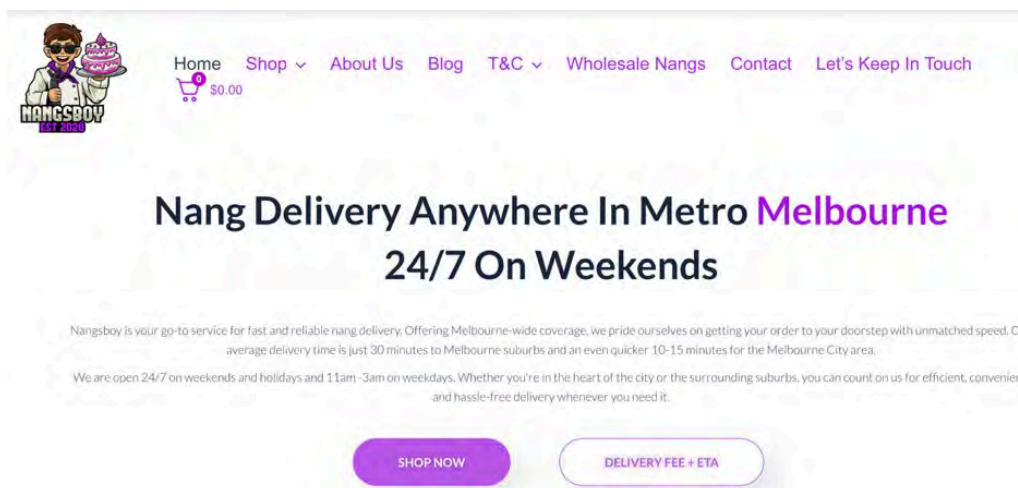 Home Shop About Us Blog T&C Wholesale Nangs Contact Let's Keep In Touch
0 $0.00
NANGSBOY
EST 2020
Nang Delivery Anywhere In Metro Melbourne
24/7 On Weekends
Nangsboy is your go-to service for fast and reliable nang delivery. Offering Melbourne-wide coverage, we pride ourselves on getting your order to your doorstep with unmatched speed.
average delivery time is just 30 minutes to Melbourne suburbs and an even quicker 10-15 minutes for the Melbourne City area.
We are open 24/7 on weekends and holidays and 11am -3am on weekdays. Whether you're in the heart of the city or the surrounding suburbs, you can count on us for efficient,
and hassle-free delivery whenever you need it.
SHOP NOW DELIVERY FEE + ETA